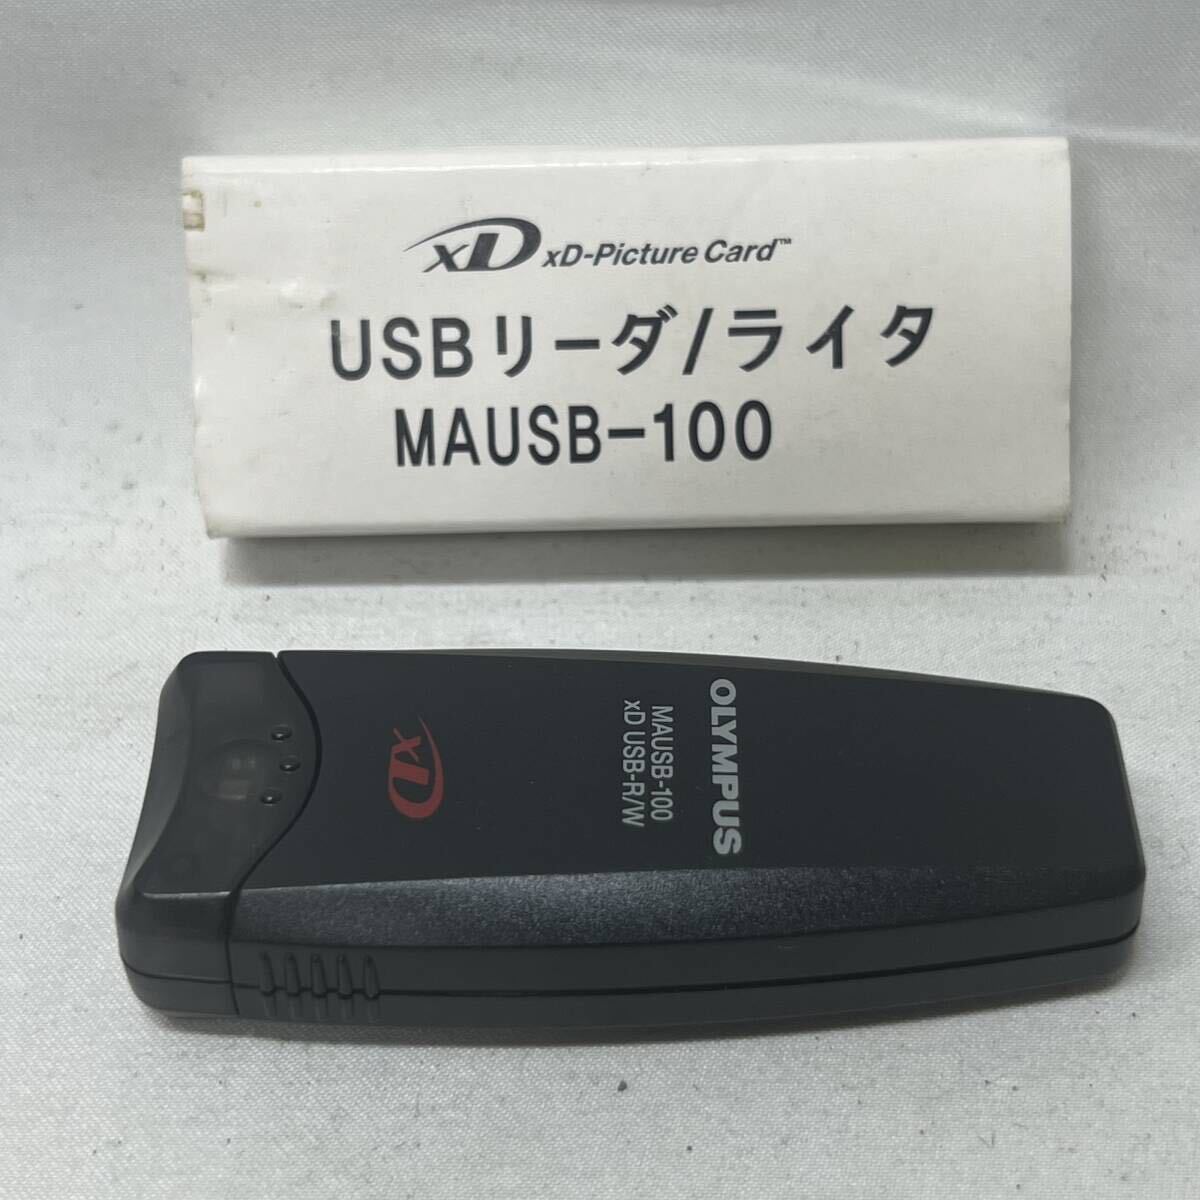 xD xD-Picture Card™
USBリーダ/ライタ
MAUSB-100
OLYMPUS
MAUSB-100
xD USB-R/W
xD